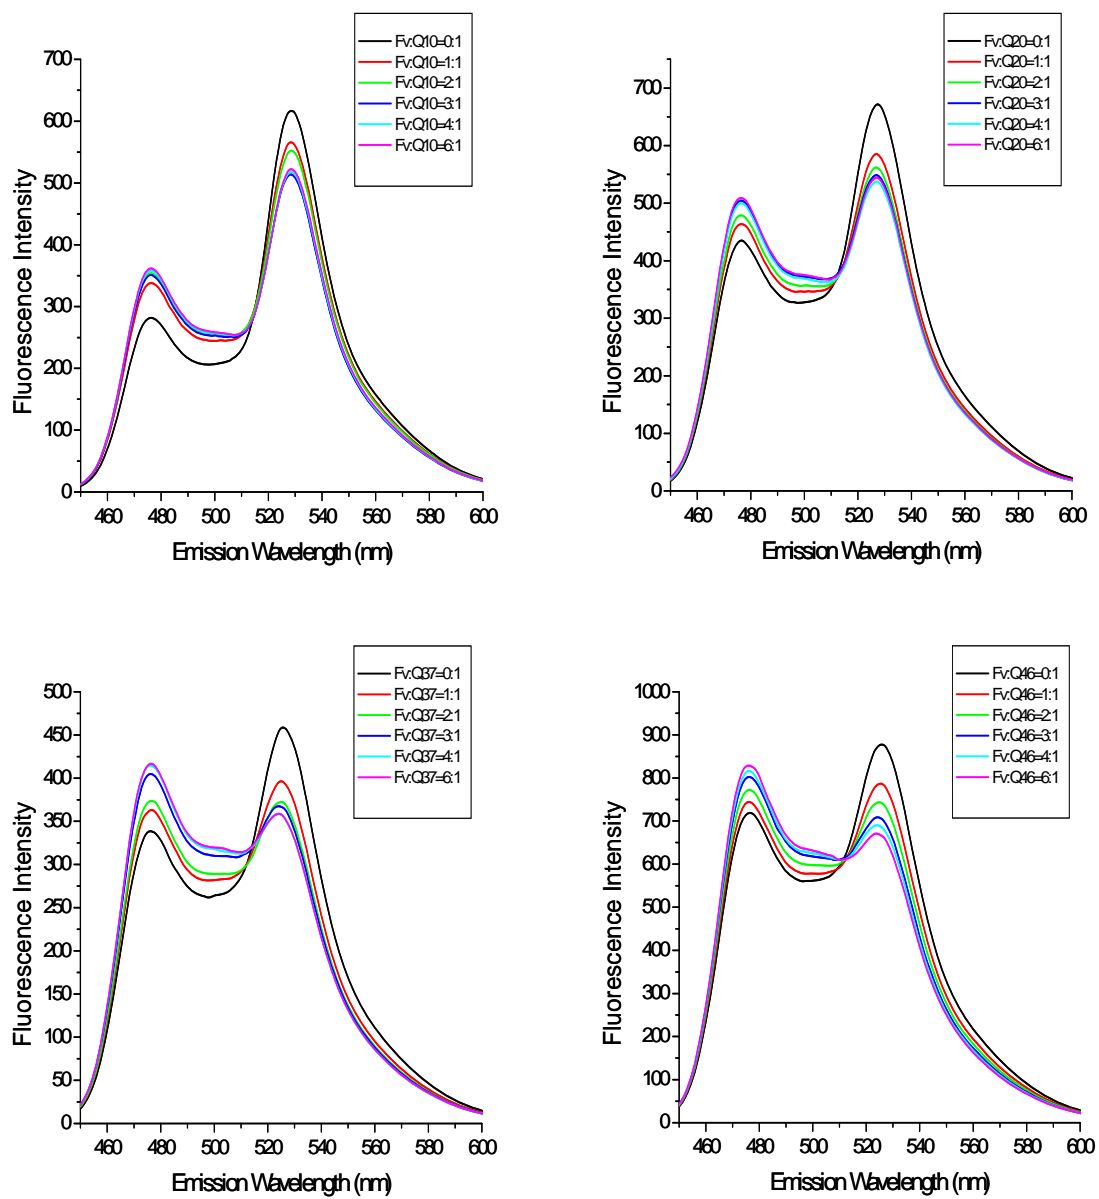 Fv:Q10=0:1
Fv:Q10=1:1
Fv:Q10=2:1
Fv:Q10=3:1
Fv:Q10=4:1
Fv:Q10=6:1
700
600
500
400
300
200
100
0
460 480 500 520 540 560 580 600
Fluorescence Intensity
Emission Wavelength (nm)
Fv:Q20=0:1
Fv:Q20=1:1
Fv:Q20=2:1
Fv:Q20=3:1
Fv:Q20=4:1
Fv:Q20=6:1
700
600
500
400
300
200
100
0
460 480 500 520 540 560 580 600
Fluorescence Intensity
Emission Wavelength (nm)
Fv:Q37=0:1
Fv:Q37=1:1
Fv:Q37=2:1
Fv:Q37=3:1
Fv:Q37=4:1
Fv:Q37=6:1
500
450
400
350
300
250
200
150
100
50
0
460 480 500 520 540 560 580 600
Fluorescence Intensity
Emission Wavelength (nm)
Fv:Q46=0:1
Fv:Q46=1:1
Fv:Q46=2:1
Fv:Q46=3:1
Fv:Q46=4:1
Fv:Q46=6:1
1000
900
800
700
600
500
400
300
200
100
0
460 480 500 520 540 560 580 600
Fluorescence Intensity
Emission Wavelength (nm)